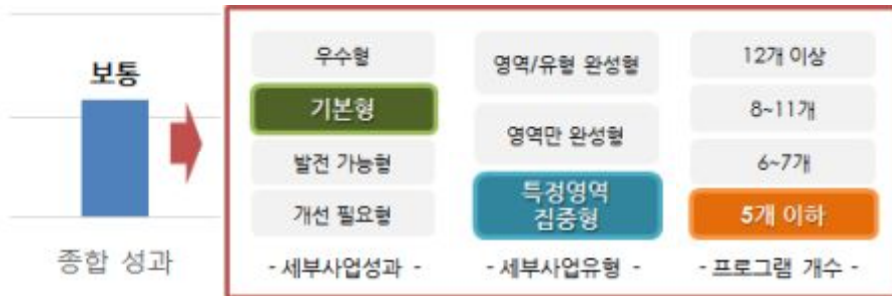 보통
종합 성과
우수형
기본형
발전 가능형
개선 필요형
- 세부사업성과 -
영역/유형 완성형
영역만 완성형
특정영역
집중형
- 세부사업유형 -
12개 이상
8~11개
6~7개
5개 이하
- 프로그램 개수 -